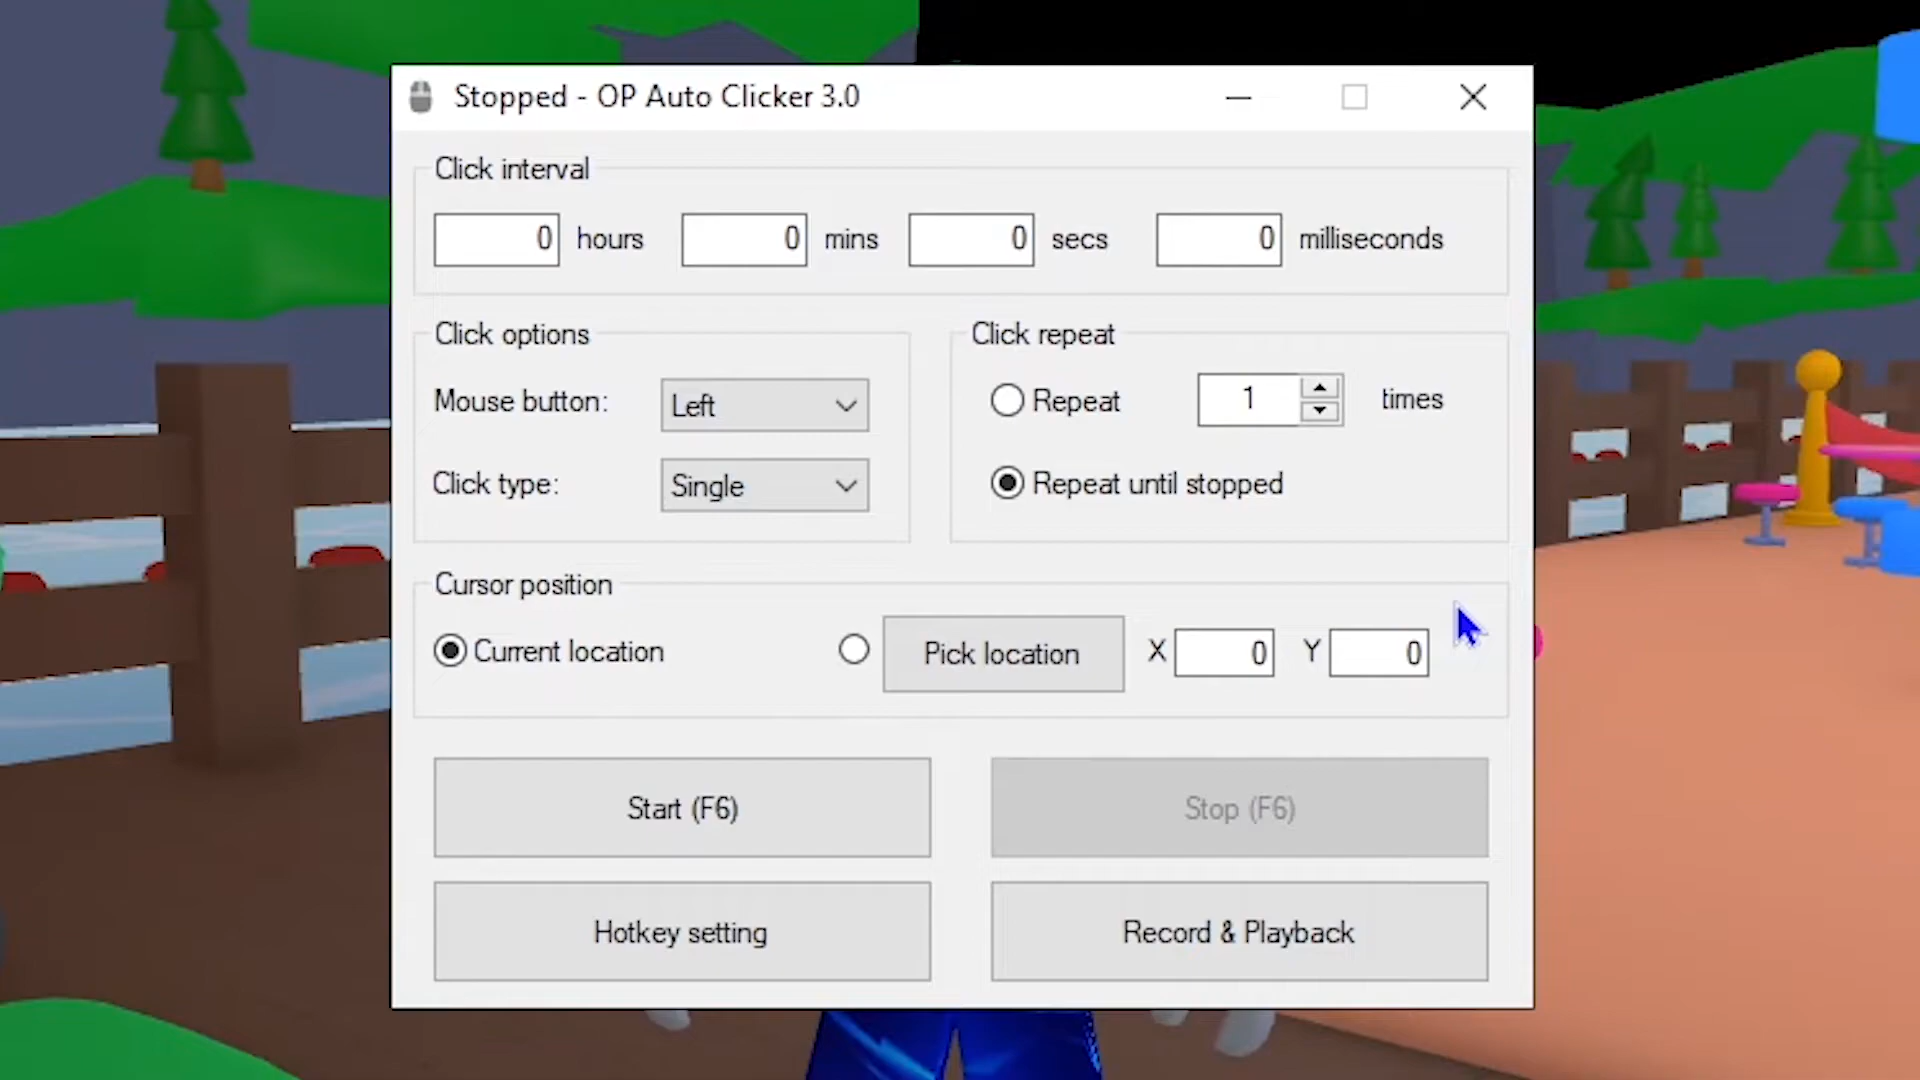 Stopped - OP Auto Clicker 3.0
Click interval
0 hours 0 mins 0 secs 0 milliseconds
Click options
Mouse button: Left
Click type: Single
Click repeat
Repeat 1 times
Repeat until stopped
Cursor position
Current location Pick location X 0 Y 0
Start (F6) Stop (F6)
Hotkey setting Record & Playback